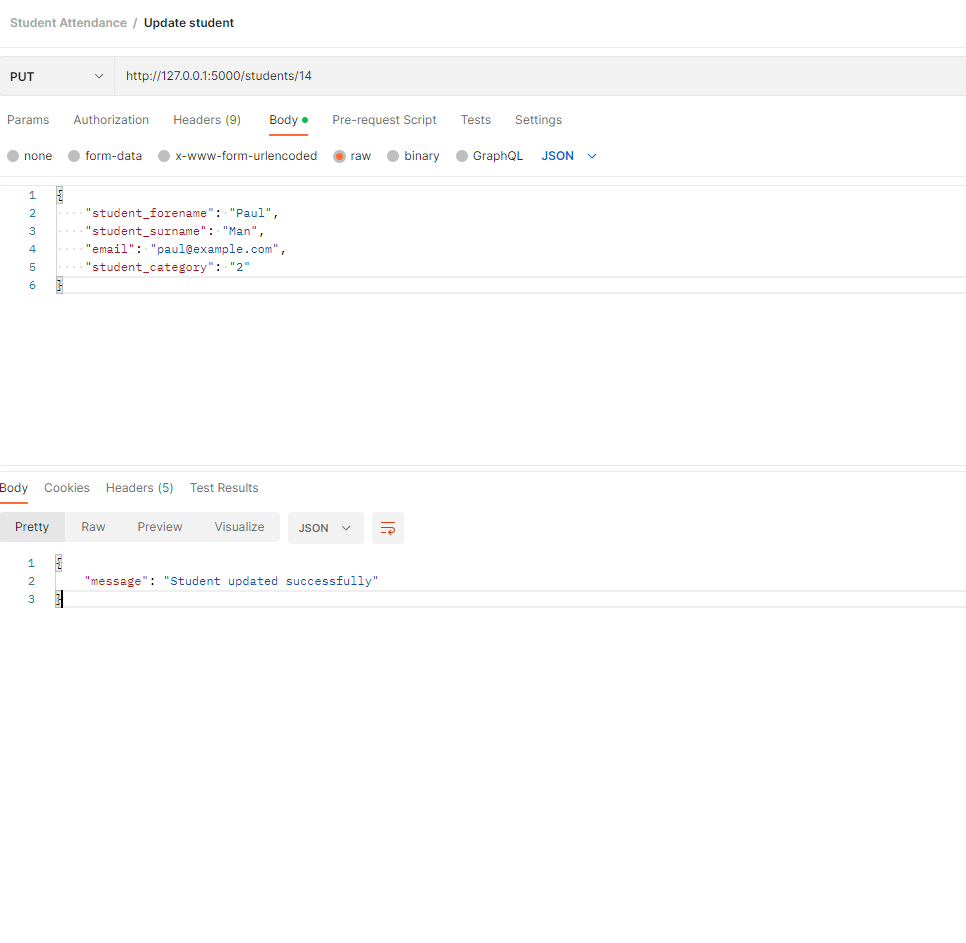 Student Attendance / Update student
PUT http://127.0.0.1:5000/students/14
Params Authorization Headers (9) Body Pre-request Script Tests Settings
none form-data x-www-form-urlencoded raw binary GraphQL JSON
1 {
2 ····"student_forename":·"Paul",
3 ····"student_surname":·"Man",
4 ····"email":·"paul@example.com",
5 ····"student_category":·"2"
6 }
Body Cookies Headers (5) Test Results
Pretty Raw Preview Visualize JSON
1 {
2 "message": "Student updated successfully"
3 }